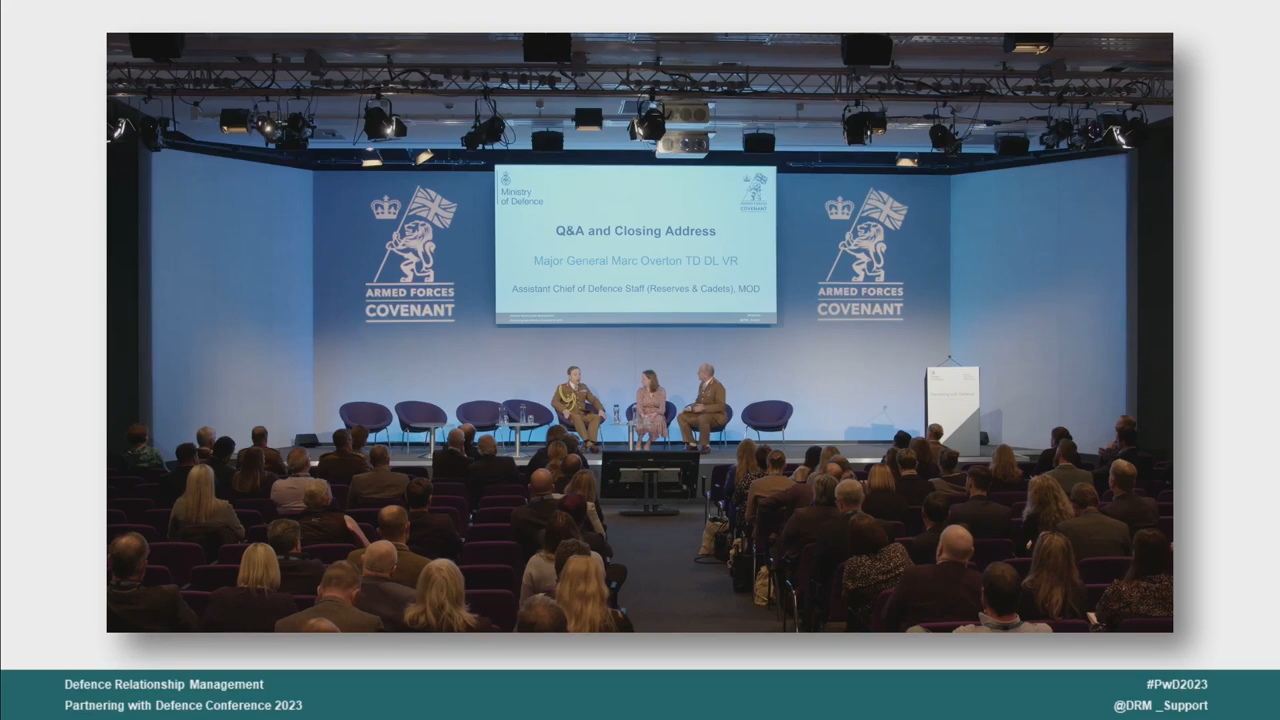 Ministry
of Defence
ARMED FORCES
COVENANT
Q&A and Closing Address
Major General Marc Overton TD DL VR
Assistant Chief of Defence Staff (Reserves & Cadets), MOD
ARMED FORCES
COVENANT
ARMED FORCES
COVENANT
Defence Relationship Management
Partnering with Defence Conference 2023
#PwD2023
@DRM _Support